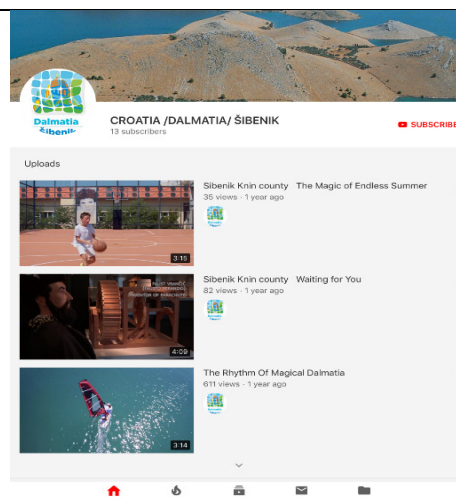 Dalmatia
Šibenik
CROATIA /DALMATIA/ ŠIBENIK
13 subscribers
SUBSCRIBE
Uploads
Sibenik Knin county The Magic of Endless Summer
35 views · 1 year ago
3:15
Sibenik Knin county Waiting for You
82 views · 1 year ago
4:09
The Rhythm Of Magical Dalmatia
611 views · 1 year ago
3:14